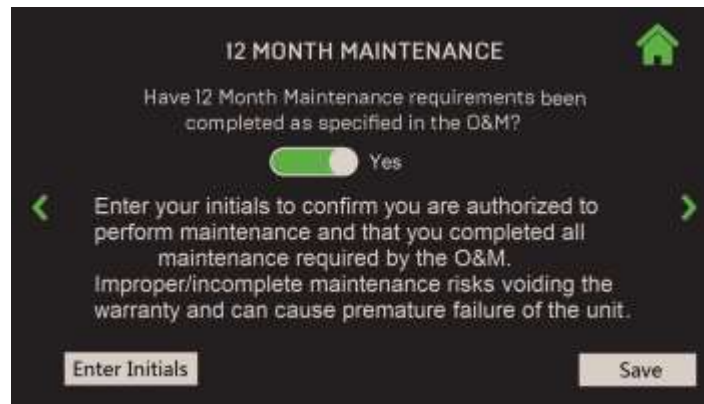 12 MONTH MAINTENANCE
Have 12 Month Maintenance requirements been
completed as specified in the O&M?
Yes
Enter your initials to confirm you are authorized to
perform maintenance and that you completed all
maintenance required by the O&M.
Improper/incomplete maintenance risks voiding the
warranty and can cause premature failure of the unit.
Enter Initials
Save